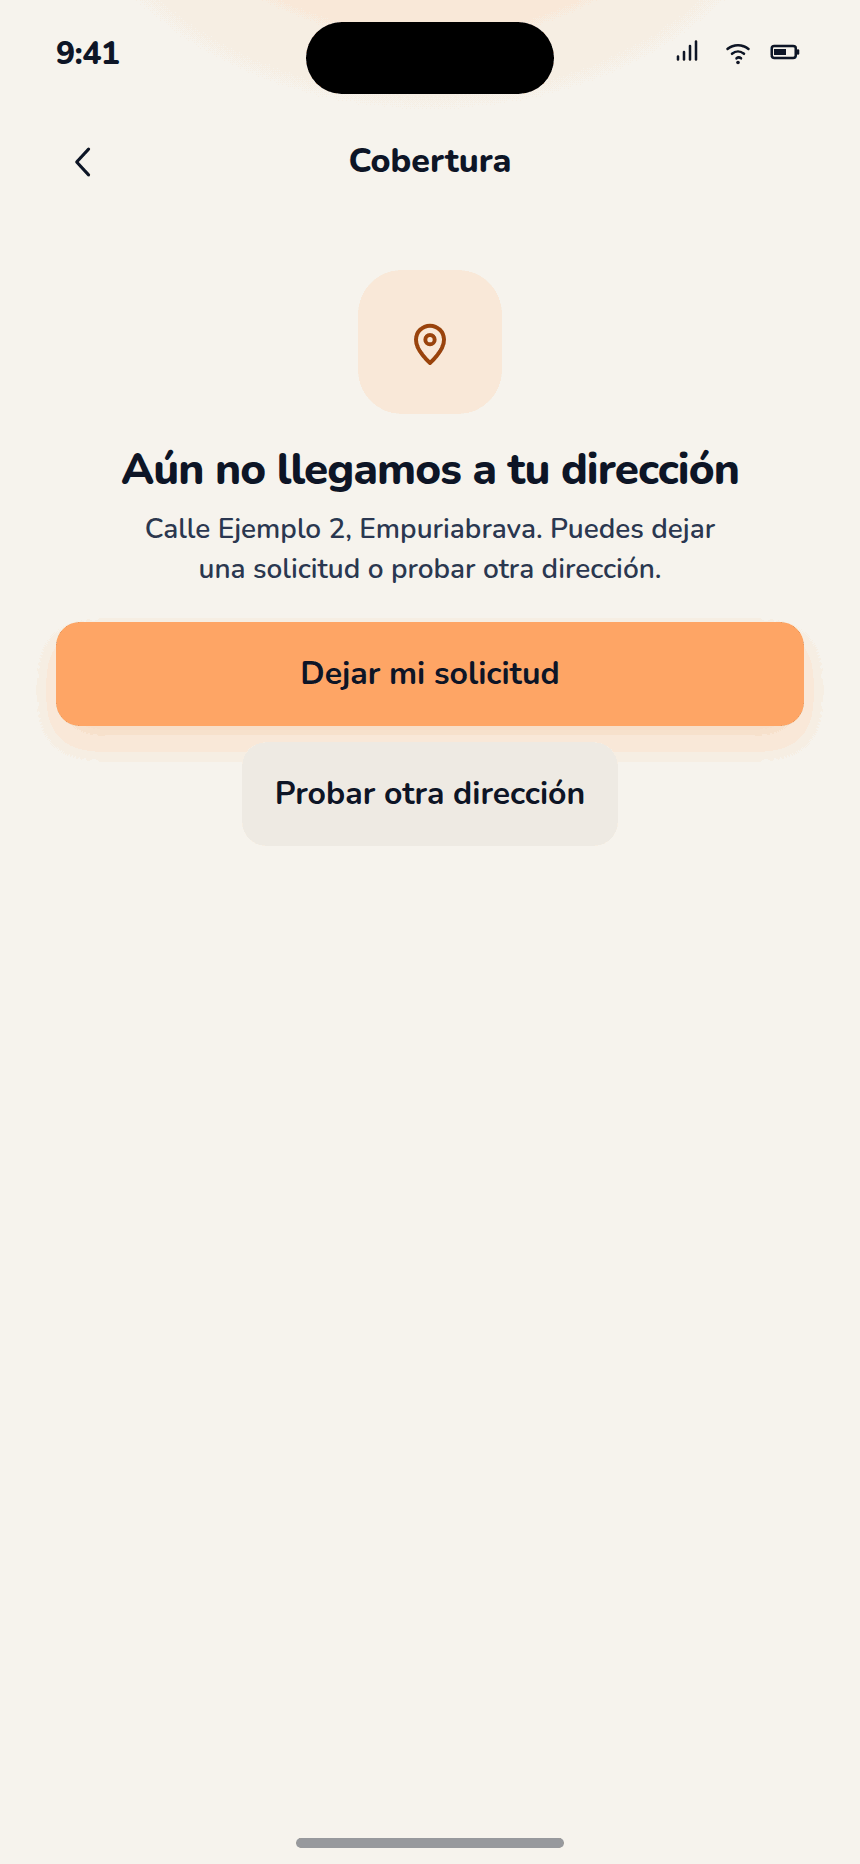 9:41
Cobertura
Aún no llegamos a tu dirección
Calle Ejemplo 2, Empuriabrava. Puedes dejar
una solicitud o probar otra dirección.
Dejar mi solicitud
Probar otra dirección